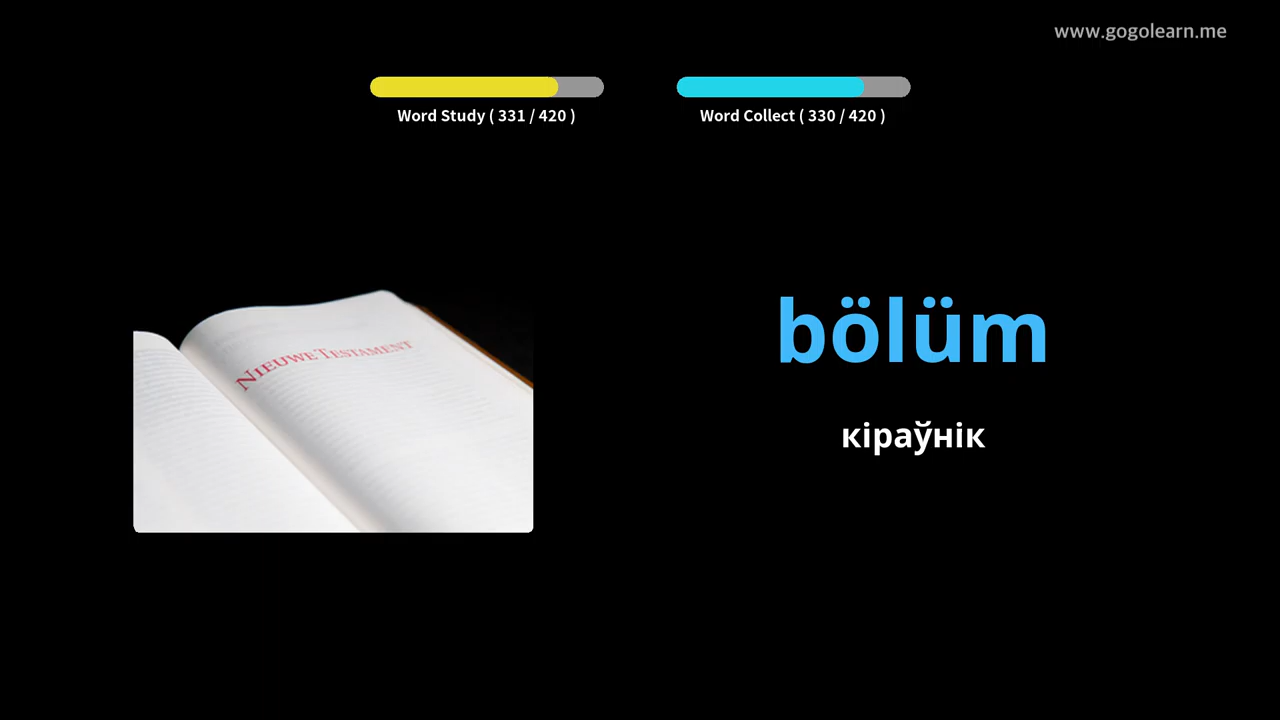 www.gogolearn.me
Word Study ( 331 / 420 )
Word Collect ( 330 / 420 )
NIEUWE TESTAMENT
bölüm
кіраўнік